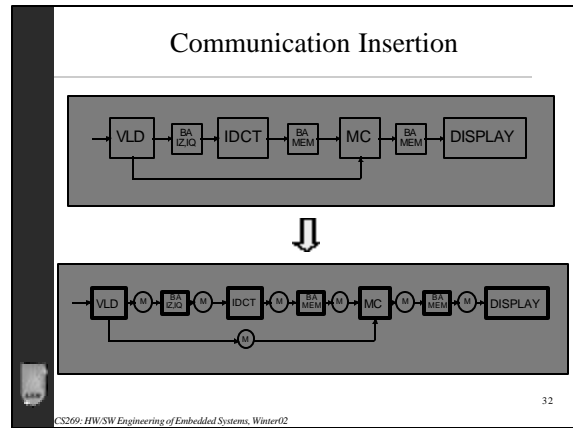 Communication Insertion
VLD
BA
IZ,IQ
IDCT
BA
MEM
MC
BA
MEM
DISPLAY
VLD
M
BA
IZ,IQ
M
IDCT
M
BA
MEM
M
MC
M
BA
MEM
M
DISPLAY
M
32
CS269: HW/SW Engineering of Embedded Systems, Winter02